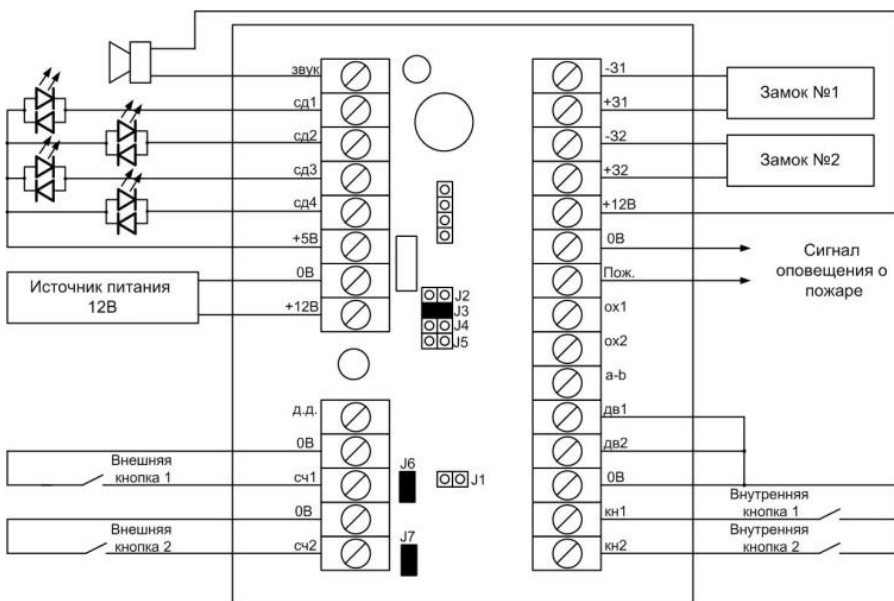 звук
сд1
сд2
сд3
сд4
+5В
0В
+12В
Источник питания
12В
J2
J3
J4
J5
д.д.
0В
сч1
0В
сч2
Внешняя
кнопка 1
Внешняя
кнопка 2
J6
J1
J7
-З1
+З1
-З2
+З2
+12В
0В
Пож.
ох1
ох2
a-b
дв1
дв2
0В
кн1
кн2
Замок №1
Замок №2
Сигнал
оповещения о
пожаре
Внутренняя
кнопка 1
Внутренняя
кнопка 2